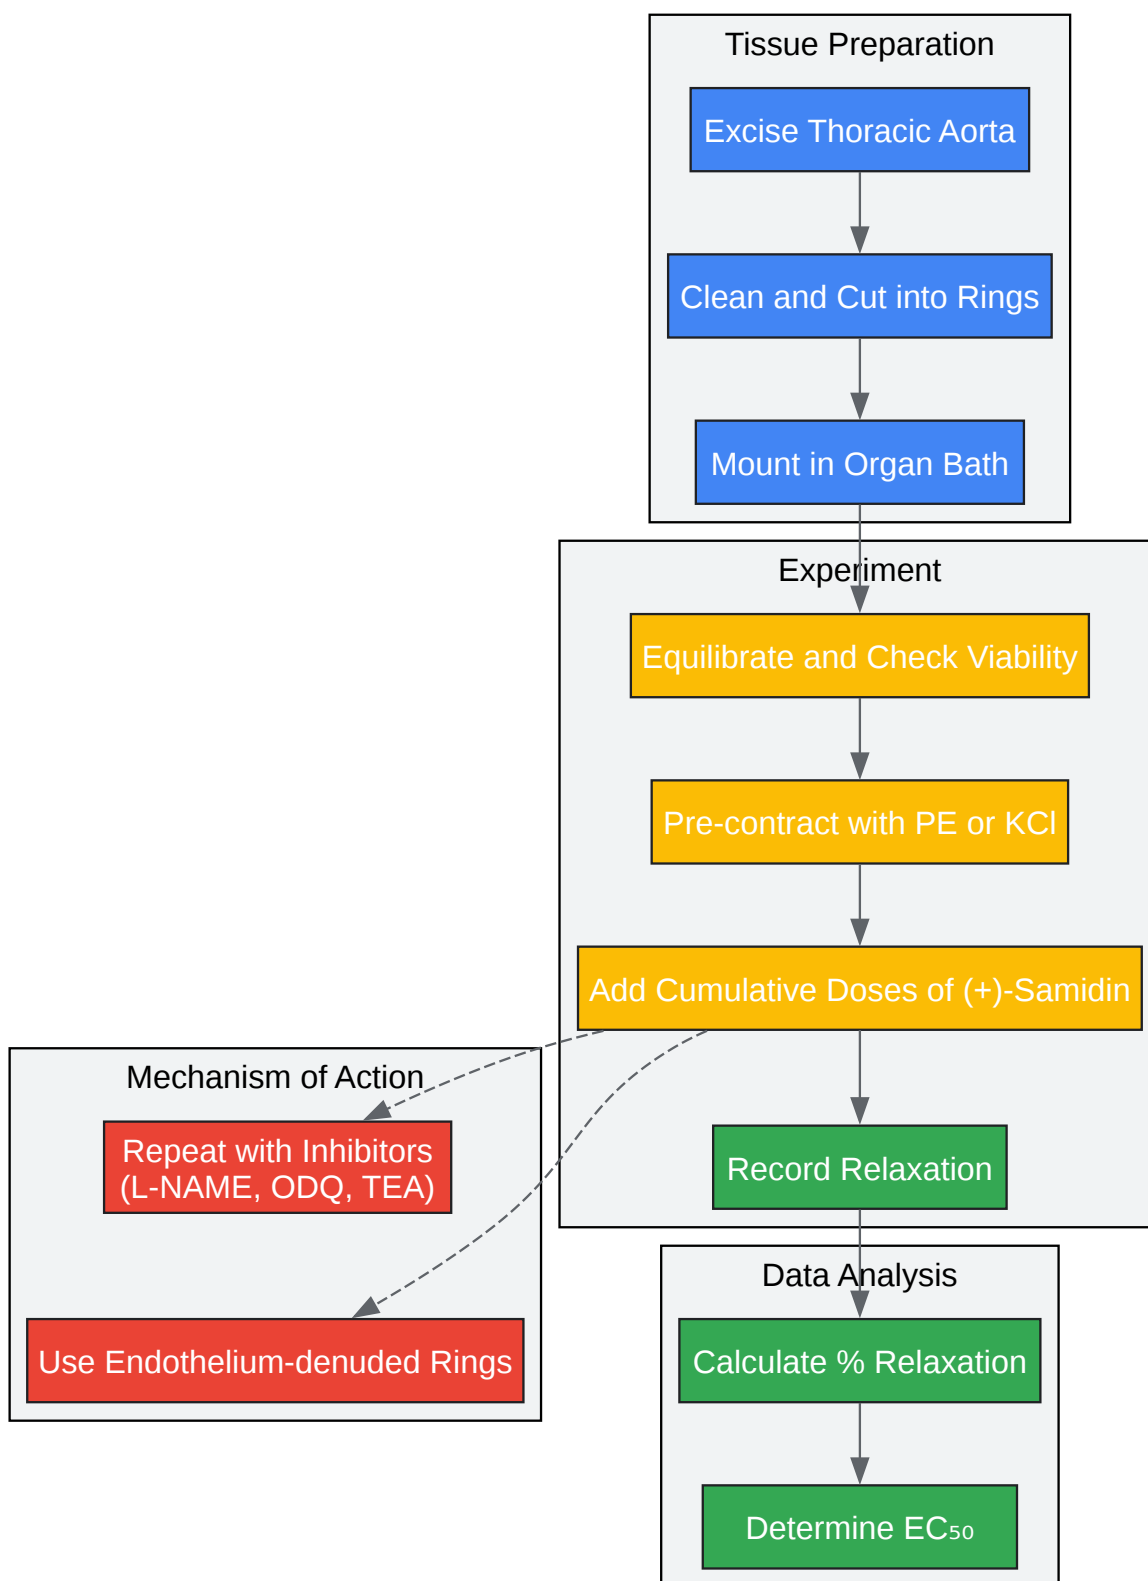 Tissue Preparation
Excise Thoracic Aorta
Clean and Cut into Rings
Mount in Organ Bath
Experiment
Equilibrate and Check Viability
Pre-contract with PE or KCl
Add Cumulative Doses of (+)-Samidin
Mechanism of Action
Repeat with Inhibitors
(L-NAME, ODQ, TEA)
Record Relaxation
Use Endothelium-denuded Rings
Data Analysis
Calculate % Relaxation
Determine EC₅₀